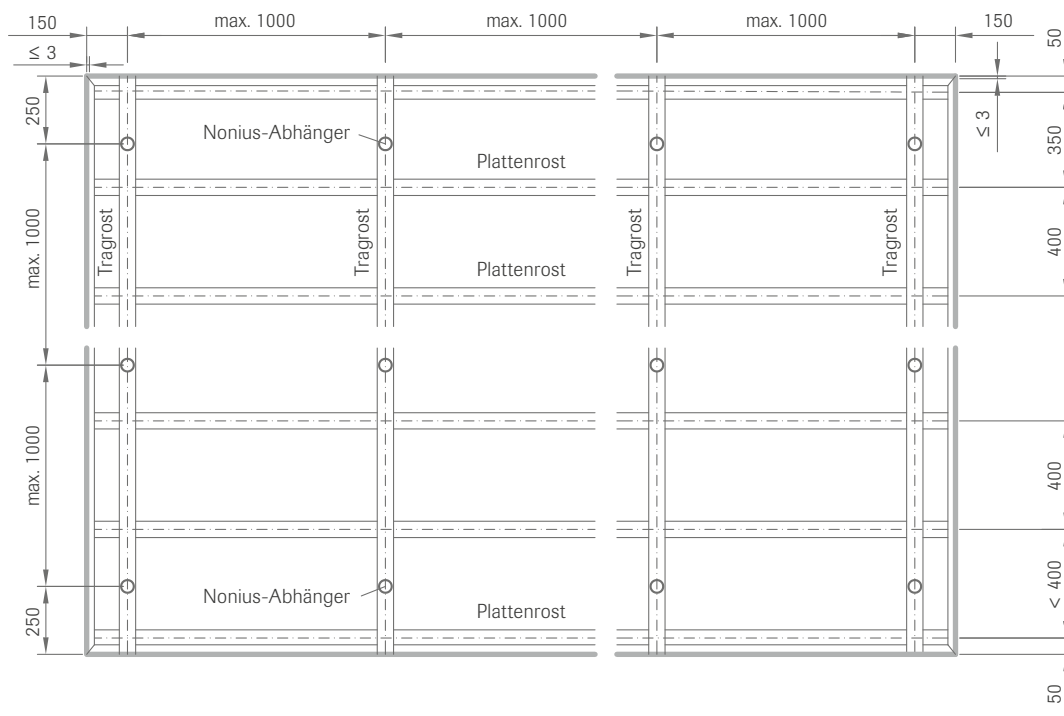 150
max. 1000
max. 1000
max. 1000
150
≤ 3
50
250
Nonius-Abhänger
≤ 3
350
Plattenrost
max. 1000
Tragrost
Tragrost
Tragrost
Tragrost
400
Plattenrost
max. 1000
400
Nonius-Abhänger
Plattenrost
< 400
250
50